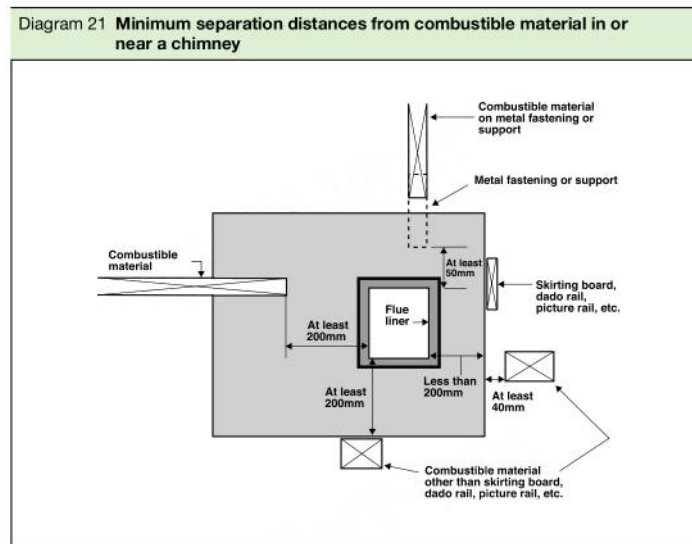 Diagram 21 Minimum separation distances from combustible material in or
near a chimney
Combustible material
on metal fastening or
support
Metal fastening or support
Combustible
material
At least
50mm
Skirting board,
dado rail,
picture rail, etc.
Flue
liner
At least
200mm
Less than
200mm
At least
40mm
At least
200mm
Combustible material
other than skirting board,
dado rail, picture rail, etc.